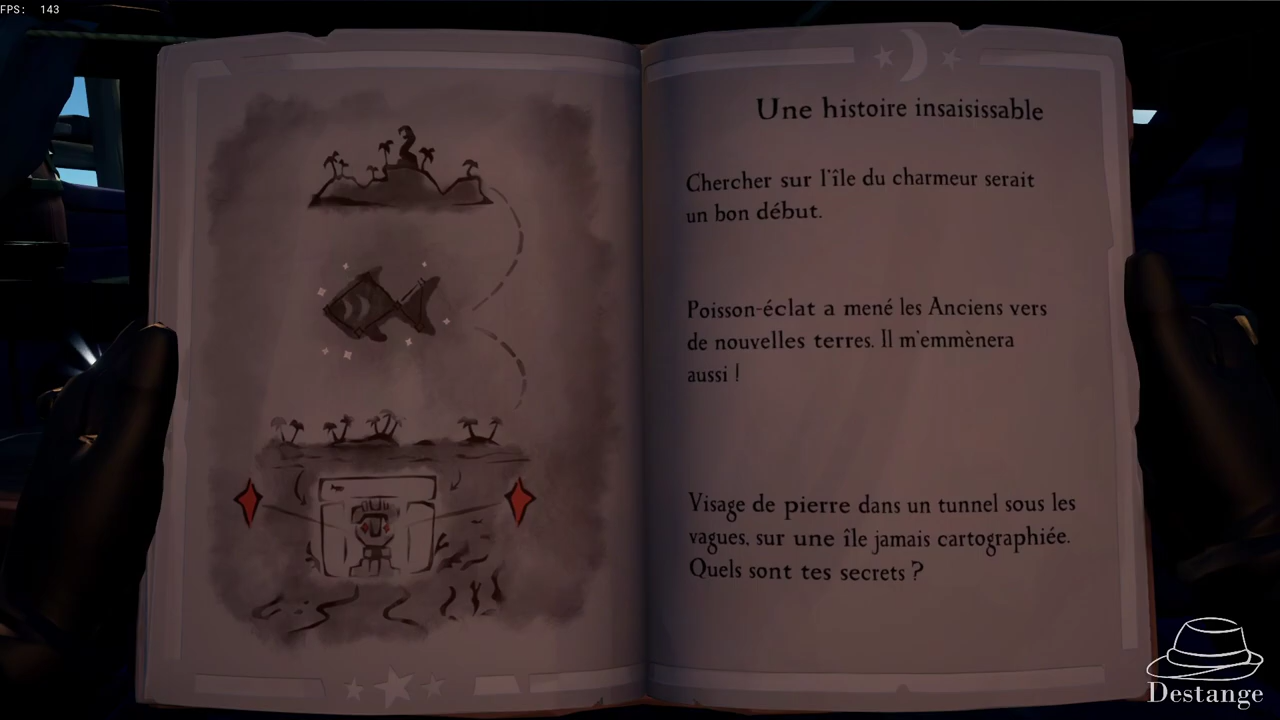 FPS: 143
Une histoire insaisissable
Chercher sur l'île du charmeur serait
un bon début.
Poisson-éclat a mené les Anciens vers
de nouvelles terres. Il m'emmènera
aussi !
Visage de pierre dans un tunnel sous les
vagues, sur une île jamais cartographiée.
Quels sont tes secrets ?
Destange